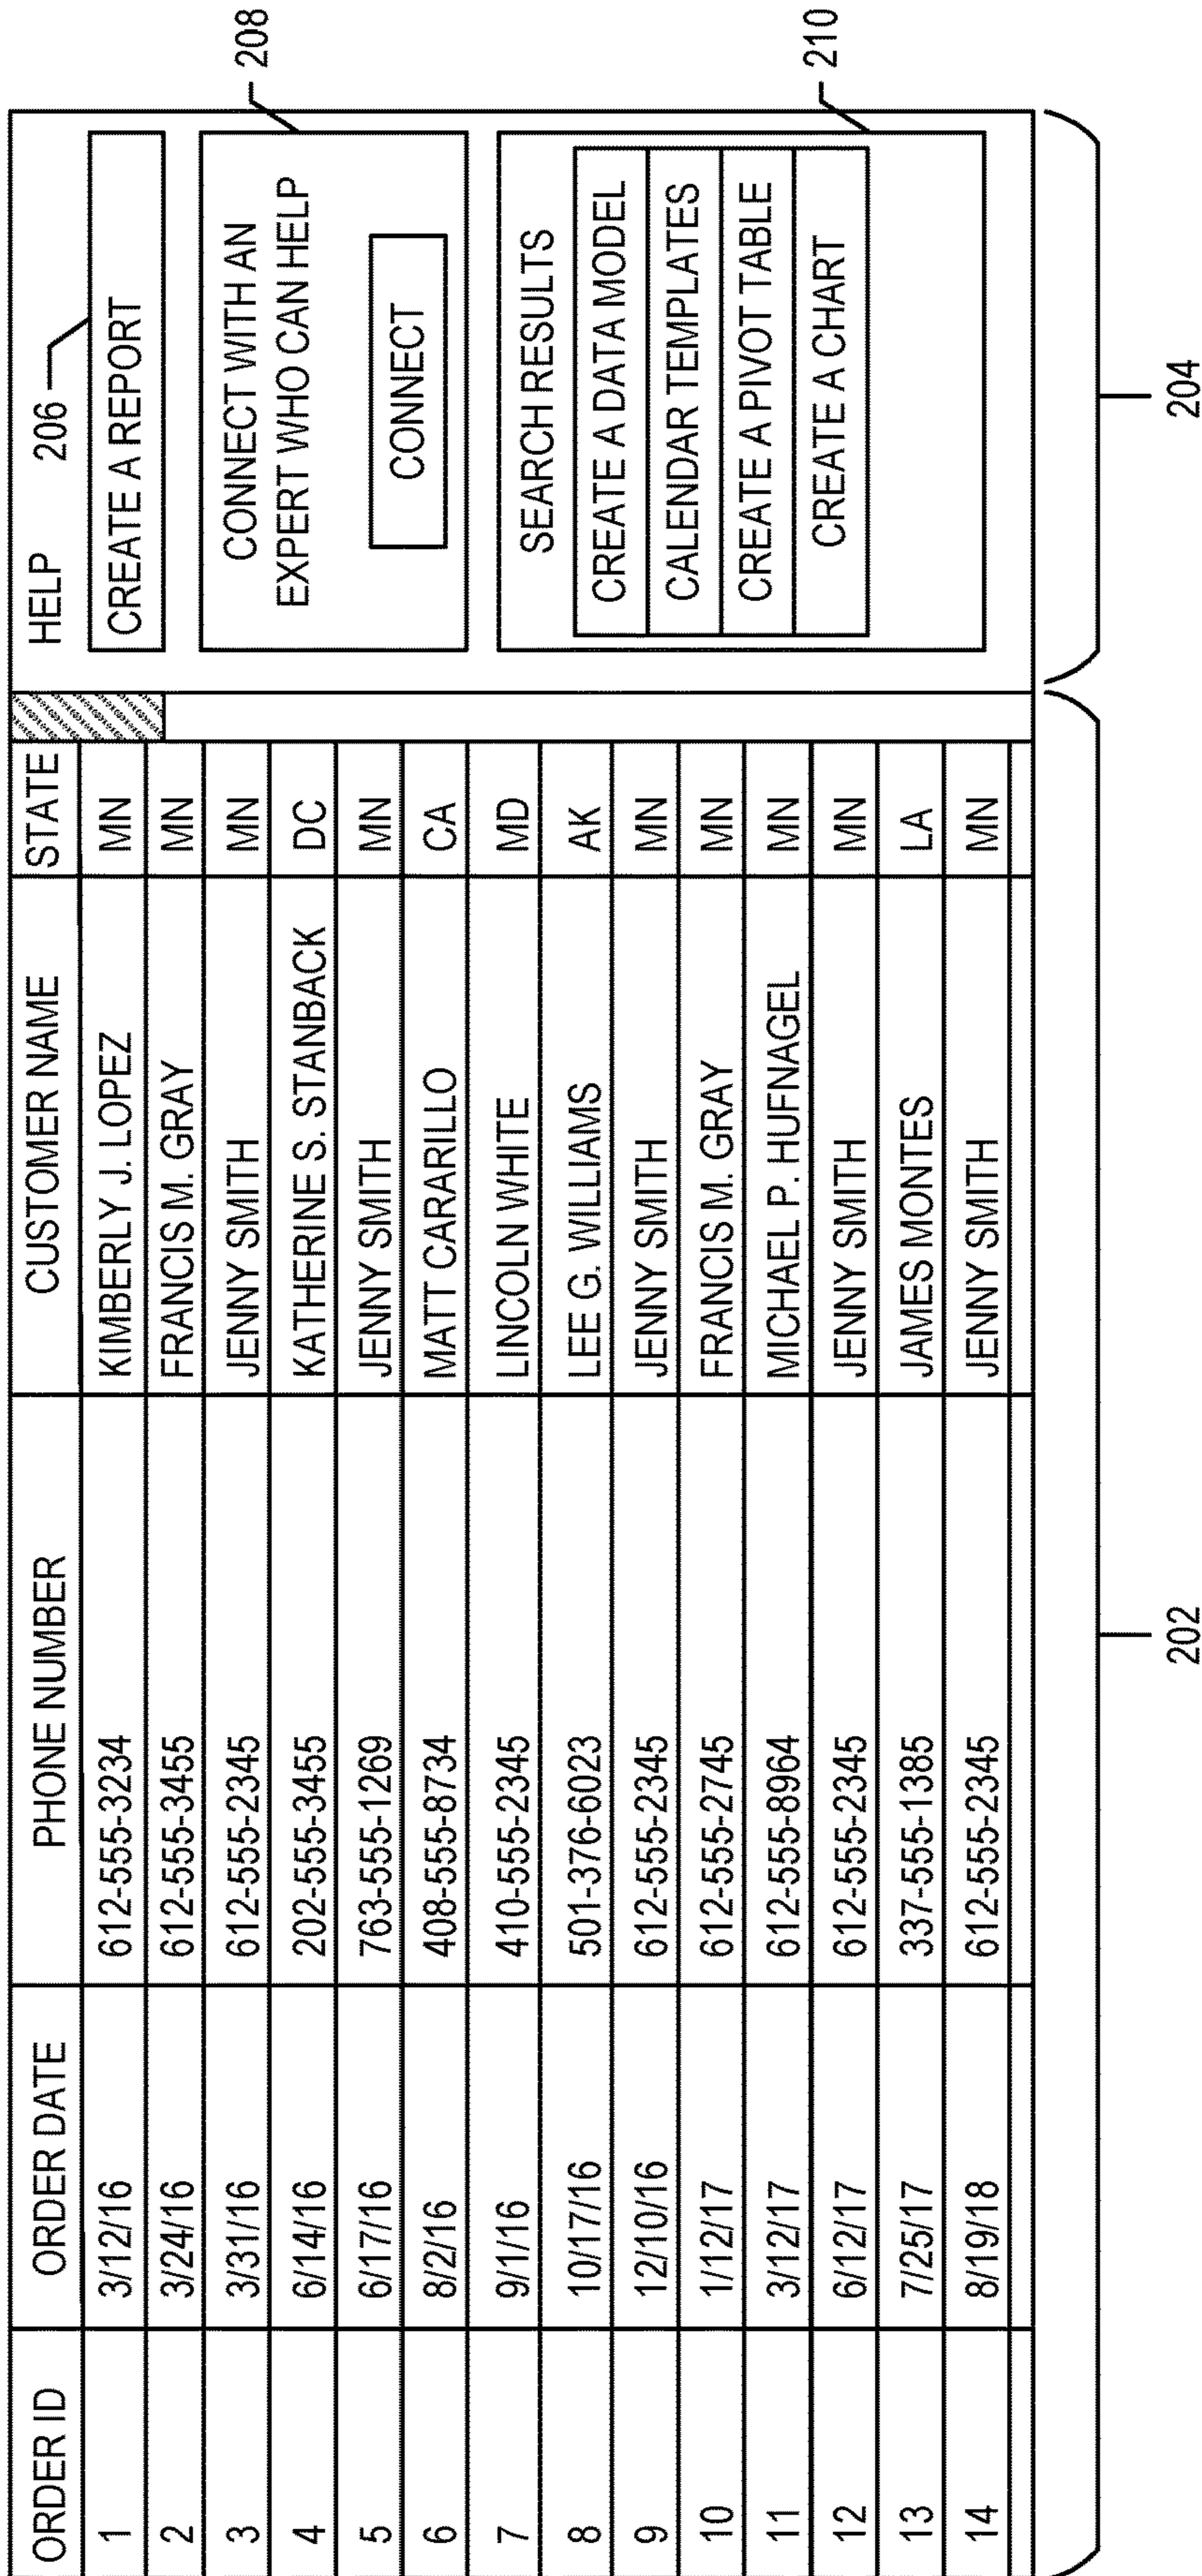 ORDER ID ORDER DATE PHONE NUMBER CUSTOMER NAME STATE
1 3/12/16 612-555-3234 KIMBERLY J. LOPEZ MN
2 3/24/16 612-555-3455 FRANCIS M. GRAY MN
3 3/31/16 612-555-2345 JENNY SMITH MN
4 6/14/16 202-555-3455 KATHERINE S. STANBACK DC
5 6/17/16 763-555-1269 JENNY SMITH MN
6 8/2/16 408-555-8734 MATT CARARILLO CA
7 9/1/16 410-555-2345 LINCOLN WHITE MD
8 10/17/16 501-376-6023 LEE G. WILLIAMS AK
9 12/10/16 612-555-2345 JENNY SMITH MN
10 1/12/17 612-555-2745 FRANCIS M. GRAY MN
11 3/12/17 612-555-8964 MICHAEL P. HUFNAGEL MN
12 6/12/17 612-555-2345 JENNY SMITH MN
13 7/25/17 337-555-1385 JAMES MONTES LA
14 8/19/18 612-555-2345 JENNY SMITH MN
HELP
206
CREATE A REPORT
208
CONNECT WITH AN
EXPERT WHO CAN HELP
CONNECT
SEARCH RESULTS
CREATE A DATA MODEL
CALENDAR TEMPLATES
CREATE A PIVOT TABLE
CREATE A CHART
210
202
204